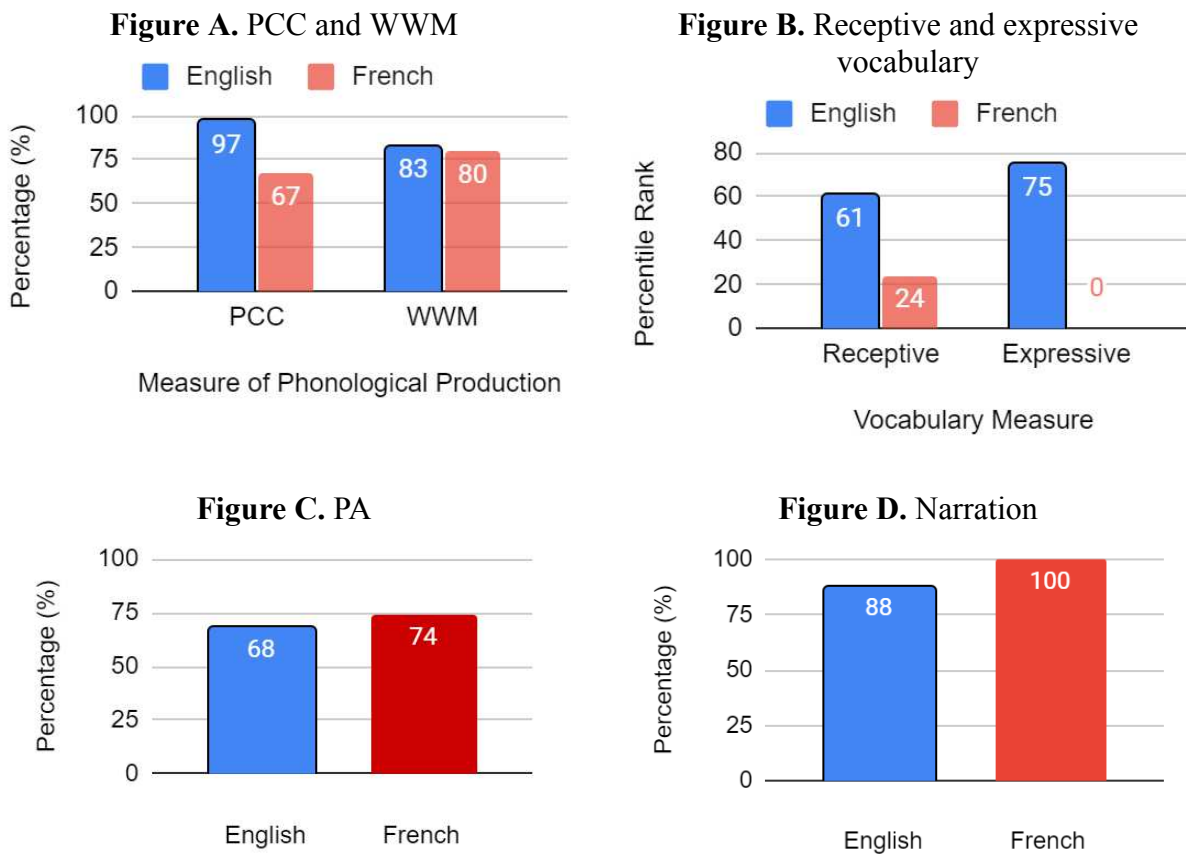 Figure A. PCC and WWM
English French
Percentage (%)
100
75
50
25
0
97
67
83
80
PCC WWM
Measure of Phonological Production
Figure B. Receptive and expressive
vocabulary
English French
Percentile Rank
80
60
40
20
0
61
24
75
0
Receptive Expressive
Vocabulary Measure
Figure C. PA
Percentage (%)
100
75
50
25
0
68
74
English French
Figure D. Narration
Percentage (%)
100
75
50
25
0
88
100
English French